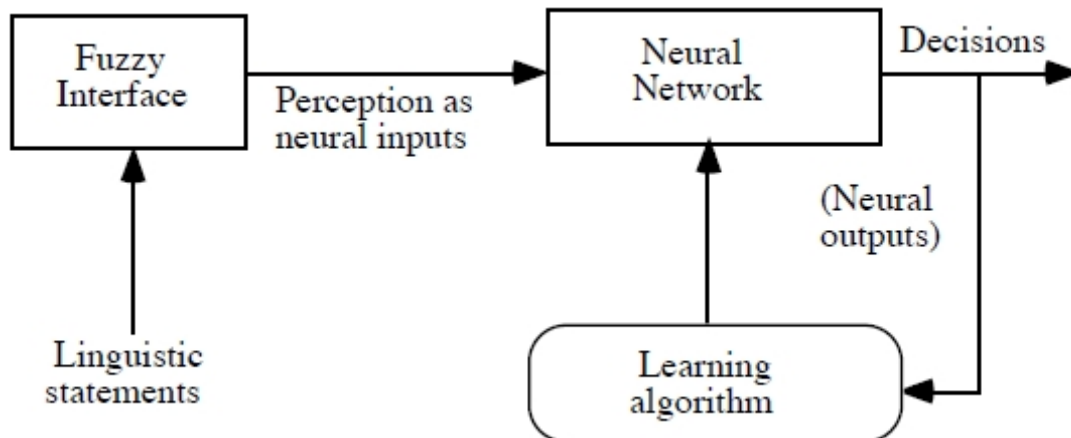 Fuzzy
Interface
Perception as
neural inputs
Neural
Network
Decisions
(Neural
outputs)
Linguistic
statements
Learning
algorithm